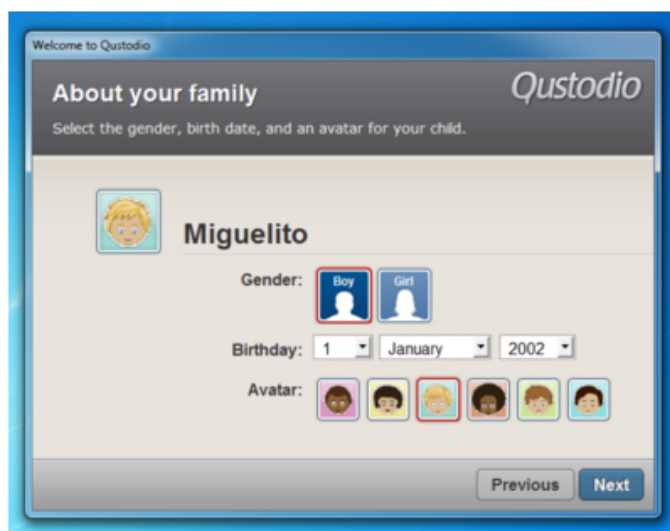 Welcome to Qustodio
About your family
Qustodio
Select the gender, birth date, and an avatar for your child.
Miguelito
Gender: Boy Girl
Birthday: 1 January 2002
Avatar:
Previous Next